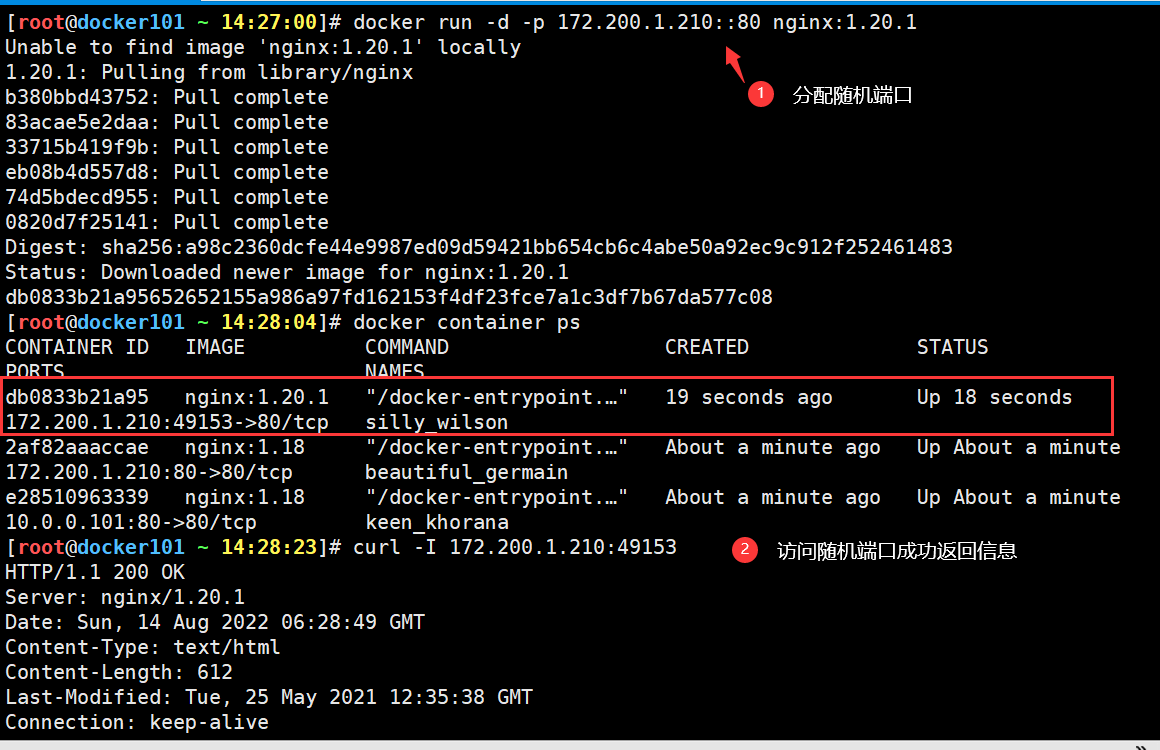 [root@docker101 ~ 14:27:00]# docker run -d -p 172.200.1.210::80 nginx:1.20.1
Unable to find image 'nginx:1.20.1' locally
1.20.1: Pulling from library/nginx
b380bbd43752: Pull complete
1 分配随机端口
83acae5e2daa: Pull complete
33715b419f9b: Pull complete
eb08b4d557d8: Pull complete
74d5bdecd955: Pull complete
0820d7f25141: Pull complete
Digest: sha256:a98c2360dcfe44e9987ed09d59421bb654cb6c4abe50a92ec9c912f252461483
Status: Downloaded newer image for nginx:1.20.1
db0833b21a95652652155a986a97fd162153f4df23fce7a1c3df7b67da577c08
[root@docker101 ~ 14:28:04]# docker container ps
CONTAINER ID   IMAGE          COMMAND                  CREATED              STATUS
PORTS                         NAMES
db0833b21a95   nginx:1.20.1   "/docker-entrypoint.…"   19 seconds ago       Up 18 seconds
172.200.1.210:49153->80/tcp   silly_wilson
2af82aaaccae   nginx:1.18     "/docker-entrypoint.…"   About a minute ago   Up About a minute
172.200.1.210:80->80/tcp      beautiful_germain
e28510963339   nginx:1.18     "/docker-entrypoint.…"   About a minute ago   Up About a minute
10.0.0.101:80->80/tcp         keen_khorana
[root@docker101 ~ 14:28:23]# curl -I 172.200.1.210:49153
2 访问随机端口成功返回信息
HTTP/1.1 200 OK
Server: nginx/1.20.1
Date: Sun, 14 Aug 2022 06:28:49 GMT
Content-Type: text/html
Content-Length: 612
Last-Modified: Tue, 25 May 2021 12:35:38 GMT
Connection: keep-alive